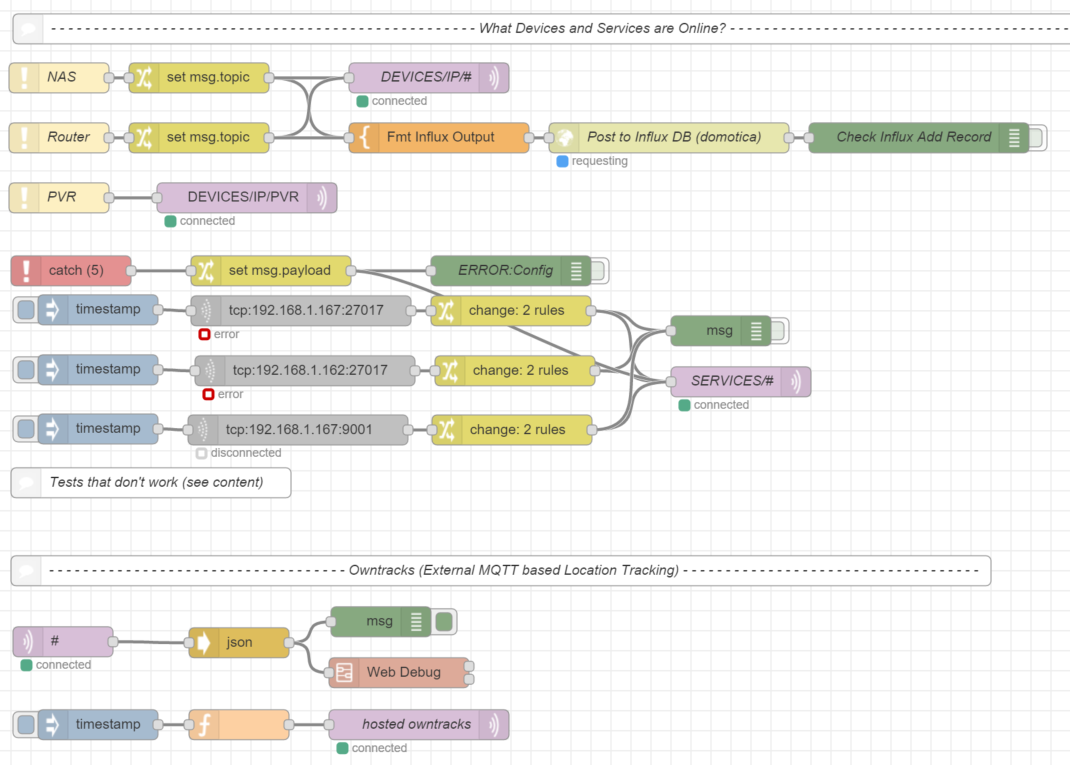 - - - - - - - - - - - - - - - - - - - - - - - - - - - - - - - - - - - - - - - - - - - - - - - - - What Devices and Services are Online? - - - - - - - - - - - - - - - - - - - - - - - - - - - - - - - - - - - - - - -
NAS
set msg.topic
DEVICES/IP/#
connected
Router
set msg.topic
Fmt Influx Output
Post to Influx DB (domotica)
Check Influx Add Record
requesting
PVR
DEVICES/IP/PVR
connected
catch (5)
set msg.payload
ERROR:Config
timestamp
tcp:192.168.1.167:27017
change: 2 rules
error
msg
timestamp
tcp:192.168.1.162:27017
change: 2 rules
error
SERVICES/#
connected
timestamp
tcp:192.168.1.167:9001
change: 2 rules
disconnected
Tests that don't work (see content)
- - - - - - - - - - - - - - - - - - - - - - - - - - - - - - - - - - Owntracks (External MQTT based Location Tracking) - - - - - - - - - - - - - - - - - - - - - - - - - - - - - - - - - -
msg
#
json
connected
Web Debug
timestamp
hosted owntracks
connected